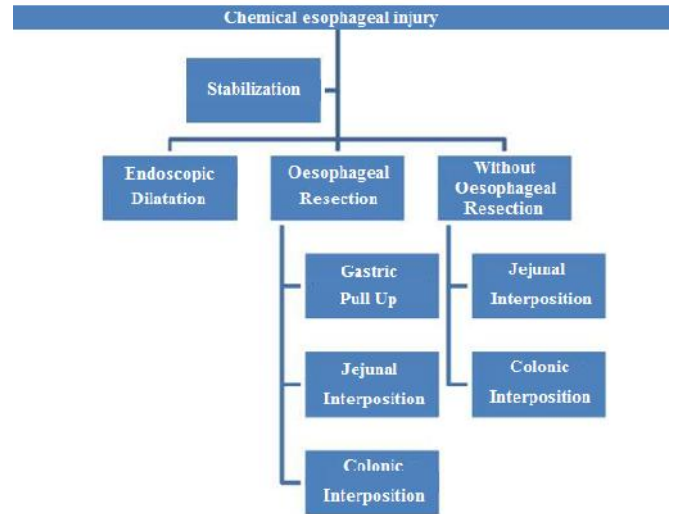 Chemical esophageal injury
Stabilization
Endoscopic
Dilatation
Oesophageal
Resection
Without
Oesophageal
Resection
Gastric
Pull Up
Jejunal
Interposition
Colonic
Interposition
Jejunal
Interposition
Colonic
Interposition